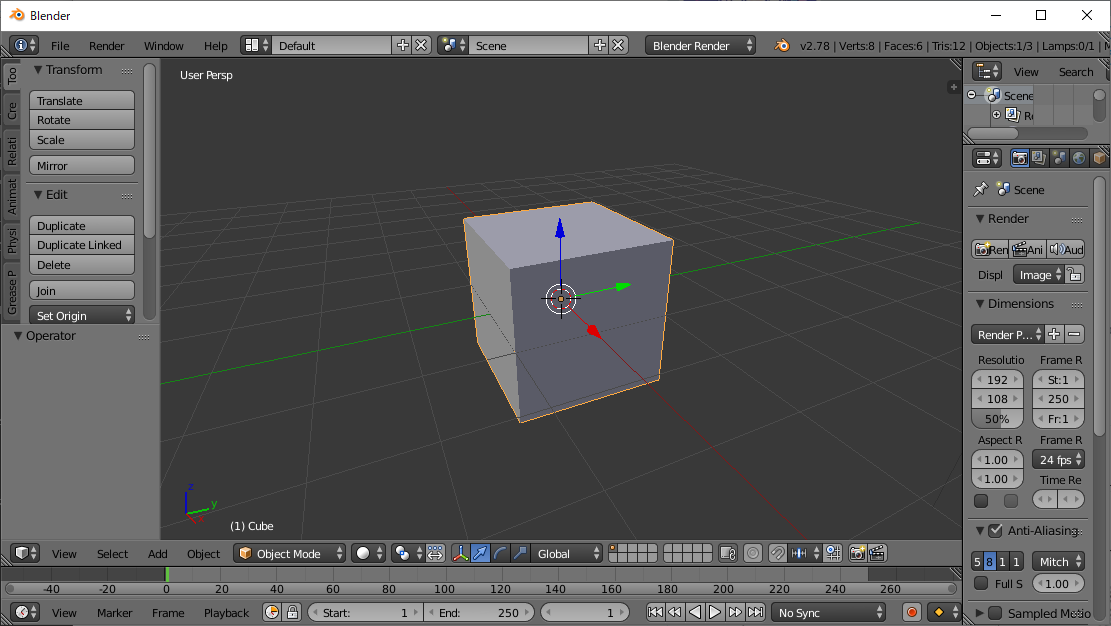 Blender
File Render Window Help Default Scene Blender Render v2.78 | Verts:8 | Faces:6 | Tris:12 | Objects:1/3 | Lamps:0/1 | M
Too
Cre
Relati
Animat
Physi
Grease P
Transform
Translate
Rotate
Scale
Mirror
Edit
Duplicate
Duplicate Linked
Delete
Join
Set Origin
Operator
User Persp
z
y
x
(1) Cube
View Search
Scene
Re
Scene
Render
Ren Ani Aud
Displ Image
Dimensions
Render P...
Resolutio Frame R
192 St:1
108 250
50% Fr:1
Aspect R Frame R
1.00 24 fps
1.00 Time Re
Anti-Aliasing
5 8 1 1 Mitch
Full S 1.00
Sampled Motio
View Select Add Object Object Mode Global
-40 -20 0 20 40 60 80 100 120 140 160 180 200 220 240 260
View Marker Frame Playback Start: 1 End: 250 1 No Sync